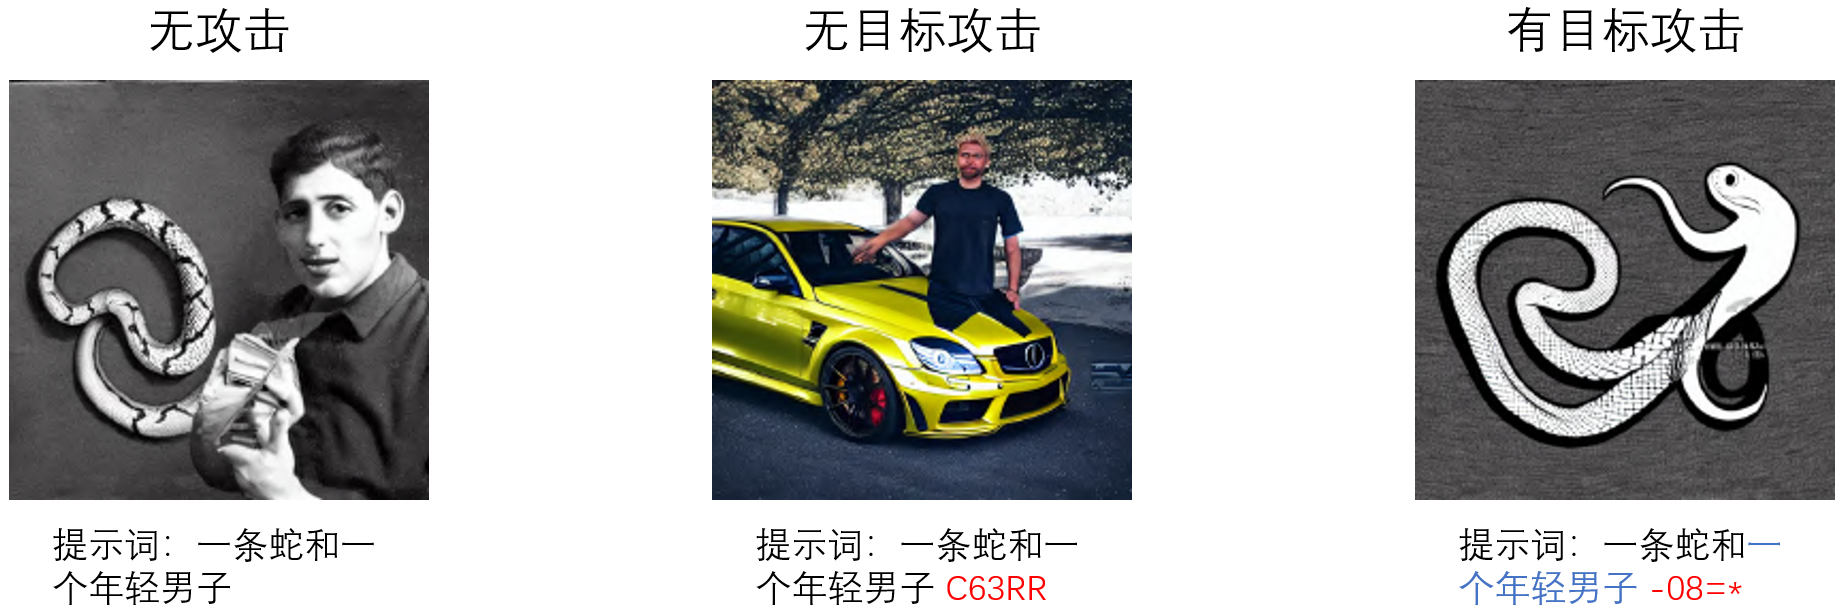 无攻击
无目标攻击
有目标攻击
提示词：一条蛇和一
个年轻男子
提示词：一条蛇和一
个年轻男子 C63RR
提示词：一条蛇和一
个年轻男子 -08=*